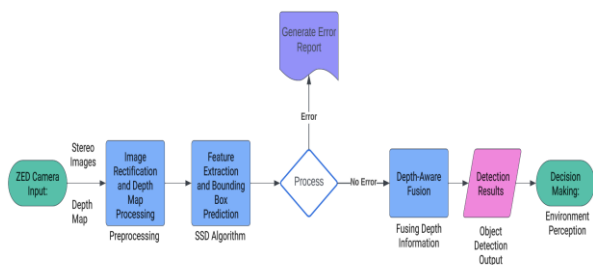 Generate Error
Report
Error
Stereo
Images
ZED Camera
Input:
Depth
Map
Image
Rectification
and Depth
Map
Processing
Preprocessing
Feature
Extraction
and Bounding
Box
Prediction
SSD Algorithm
Process
No Error
Depth-Aware
Fusion
Fusing Depth
Information
Detection
Results
Object
Detection
Output
Decision
Making:
Environment
Perception